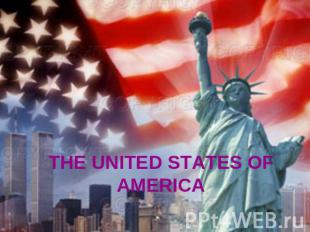 THE UNITED STATES OF
AMERICA
PPt4WEB.ru